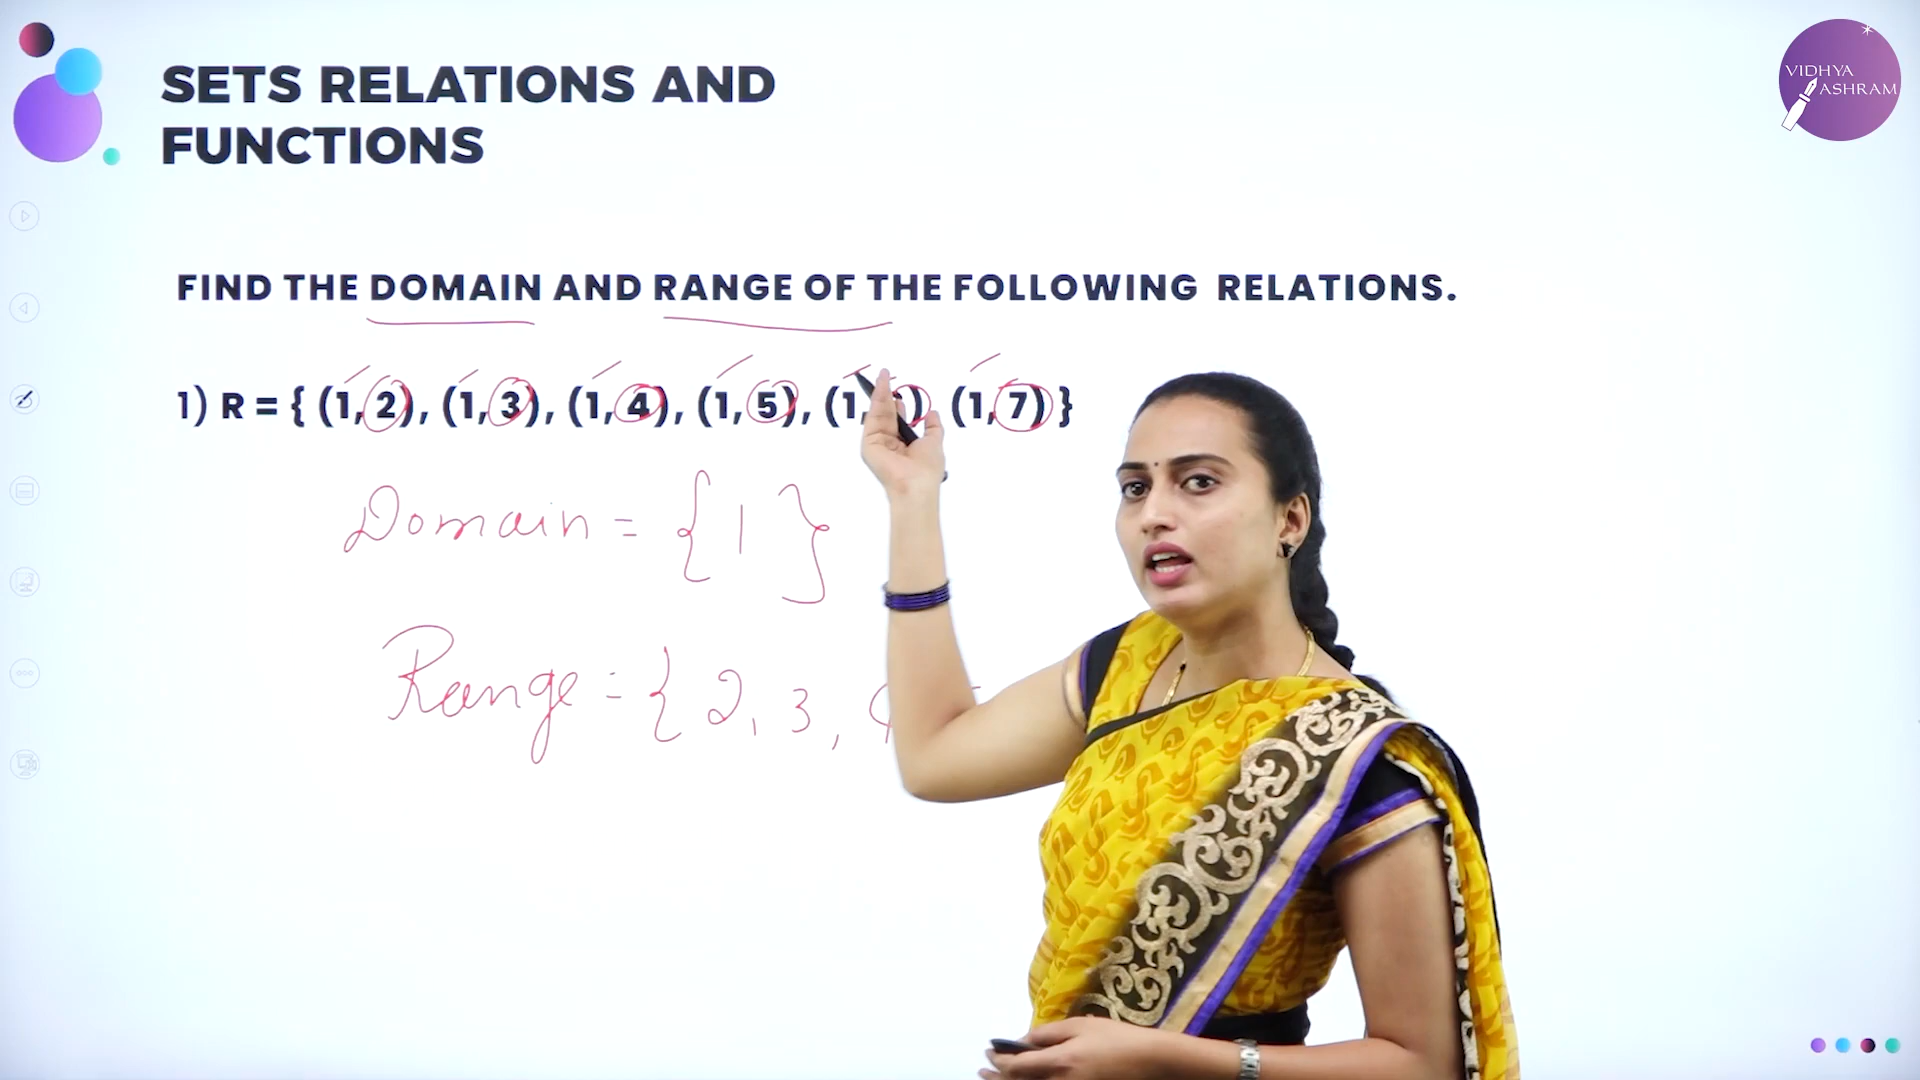 SETS RELATIONS AND
FUNCTIONS
VIDHYA
ASHRAM
FIND THE DOMAIN AND RANGE OF THE FOLLOWING RELATIONS.
1) R = { (1, 2), (1, 3), (1, 4), (1, 5), (1, ), (1, 7) }
Domain = { 1 }
Range = { 2, 3,